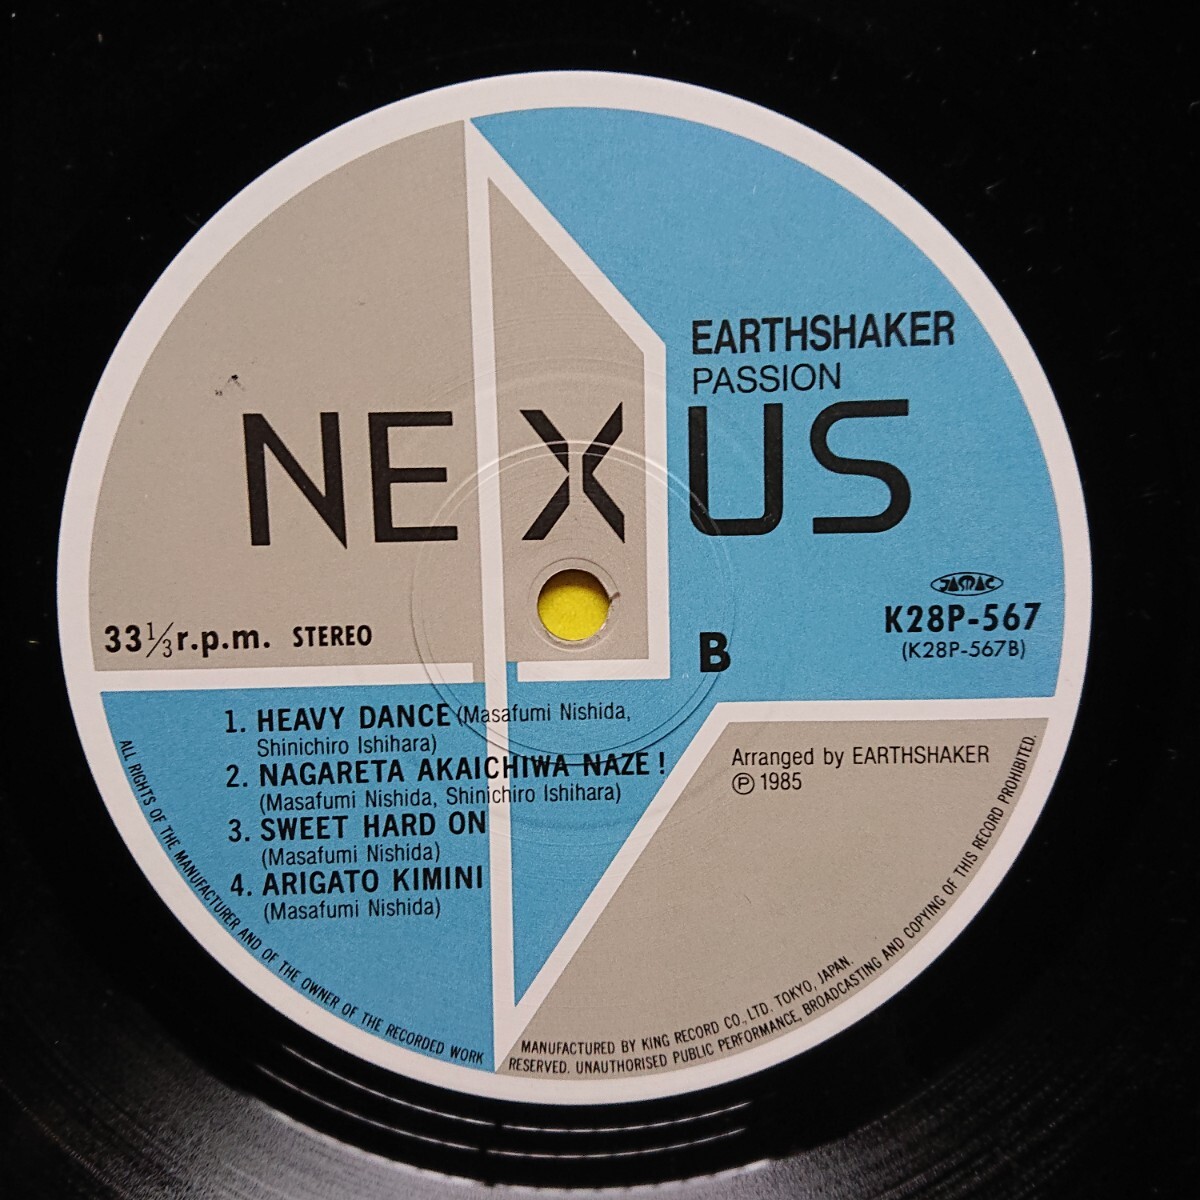 EARTHSHAKER
PASSION
NEXUS
JASRAC
K28P-567
(K28P-567B)
33 1/3 r.p.m. STEREO
B
1. HEAVY DANCE (Masafumi Nishida,
Shinichiro Ishihara)
2. NAGARETA AKAICHIWA NAZE!
(Masafumi Nishida, Shinichiro Ishihara)
3. SWEET HARD ON
(Masafumi Nishida)
4. ARIGATO KIMINI
(Masafumi Nishida)
Arranged by EARTHSHAKER
Ⓟ 1985
ALL RIGHTS OF THE MANUFACTURER AND OF THE OWNER OF THE RECORDED WORK
MANUFACTURED BY KING RECORD CO., LTD. TOKYO, JAPAN.
RESERVED. UNAUTHORISED PUBLIC PERFORMANCE, BROADCASTING AND COPYING OF THIS RECORD PROHIBITED.